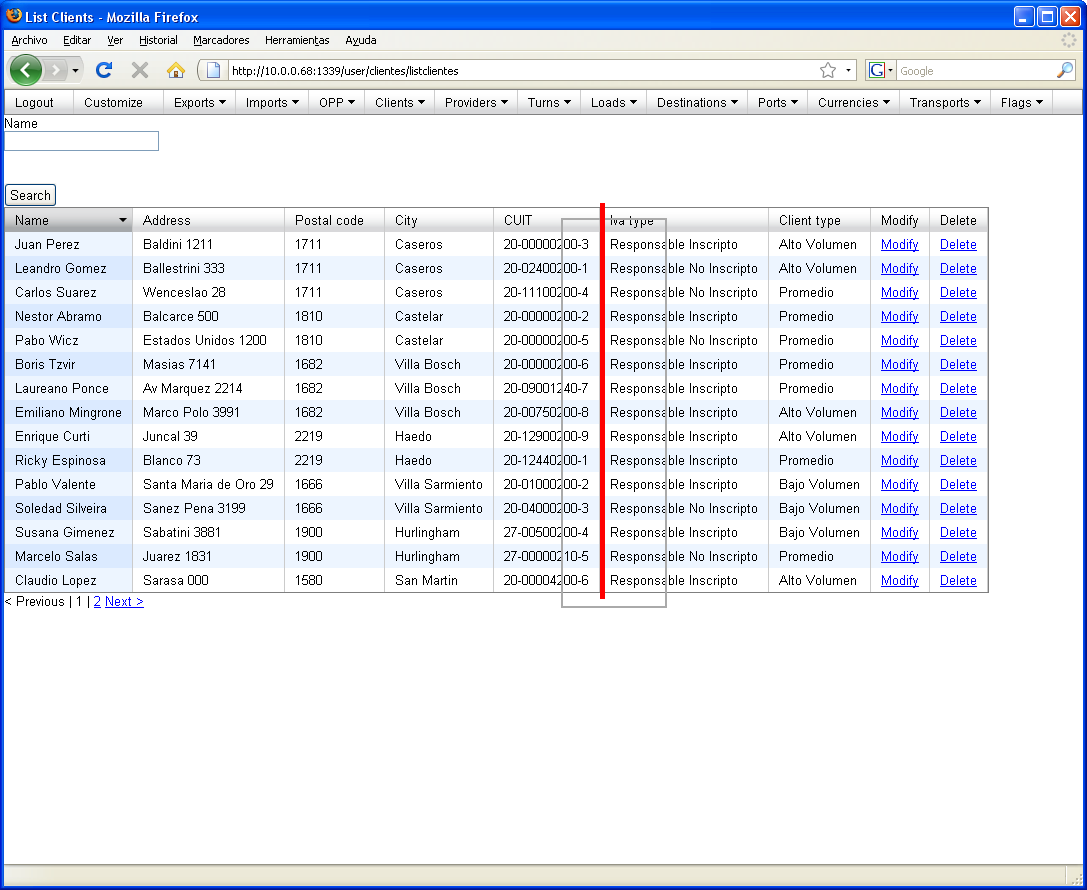 List Clients - Mozilla Firefox
Archivo Editar Ver Historial Marcadores Herramientas Ayuda
http://10.0.0.68:1339/user/clientes/listclientes G Google
Logout Customize Exports Imports OPP Clients Providers Turns Loads Destinations Ports Currencies Transports Flags
Name
Search
Name Address Postal code City CUIT Iva type Client type Modify Delete
Juan Perez Baldini 1211 1711 Caseros 20-00000200-3 Responsable Inscripto Alto Volumen Modify Delete
Leandro Gomez Ballestrini 333 1711 Caseros 20-02400200-1 Responsable No Inscripto Alto Volumen Modify Delete
Carlos Suarez Wenceslao 28 1711 Caseros 20-11100200-4 Responsable No Inscripto Promedio Modify Delete
Nestor Abramo Balcarce 500 1810 Castelar 20-00000200-2 Responsable Inscripto Promedio Modify Delete
Pabo Wicz Estados Unidos 1200 1810 Castelar 20-00000200-5 Responsable No Inscripto Promedio Modify Delete
Boris Tzvir Masias 7141 1682 Villa Bosch 20-00000200-6 Responsable Inscripto Promedio Modify Delete
Laureano Ponce Av Marquez 2214 1682 Villa Bosch 20-09001240-7 Responsable Inscripto Promedio Modify Delete
Emiliano Mingrone Marco Polo 3991 1682 Villa Bosch 20-00750200-8 Responsable Inscripto Alto Volumen Modify Delete
Enrique Curti Juncal 39 2219 Haedo 20-12900200-9 Responsable Inscripto Alto Volumen Modify Delete
Ricky Espinosa Blanco 73 2219 Haedo 20-12440200-1 Responsable Inscripto Promedio Modify Delete
Pablo Valente Santa Maria de Oro 29 1666 Villa Sarmiento 20-01000200-2 Responsable Inscripto Bajo Volumen Modify Delete
Soledad Silveira Sanez Pena 3199 1666 Villa Sarmiento 20-04000200-3 Responsable No Inscripto Bajo Volumen Modify Delete
Susana Gimenez Sabatini 3881 1900 Hurlingham 27-00500200-4 Responsable Inscripto Bajo Volumen Modify Delete
Marcelo Salas Juarez 1831 1900 Hurlingham 27-00000210-5 Responsable No Inscripto Promedio Modify Delete
Claudio Lopez Sarasa 000 1580 San Martin 20-00004200-6 Responsable Inscripto Alto Volumen Modify Delete
< Previous | 1 | 2 Next >